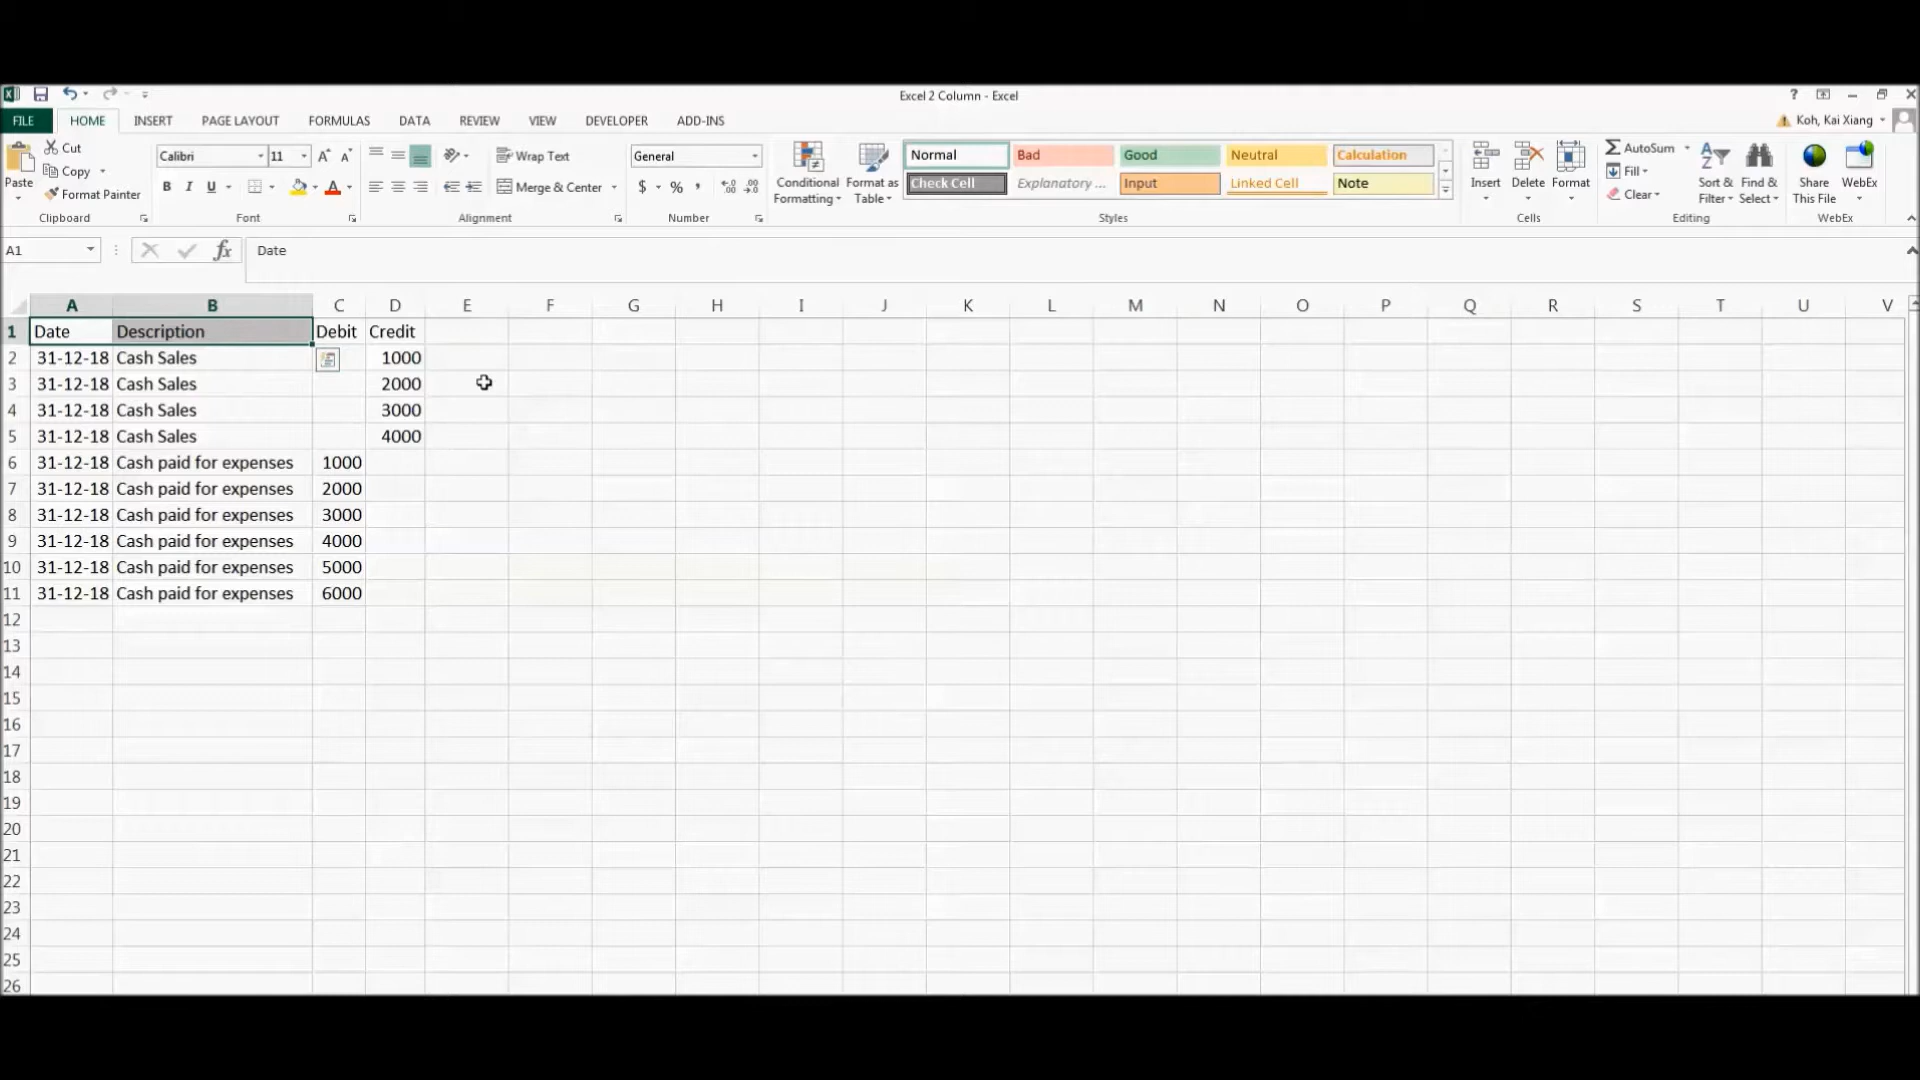 Excel 2 Column - Excel
FILE HOME INSERT PAGE LAYOUT FORMULAS DATA REVIEW VIEW DEVELOPER ADD-INS Koh, Kai Xiang
Paste Cut Copy Format Painter Clipboard
Calibri 11 B I U Font
Wrap Text Merge & Center Alignment
General $ % , Number
Conditional Formatting Format as Table
Normal Bad Good Neutral Calculation
Check Cell Explanatory ... Input Linked Cell Note
Styles
Insert Delete Format Cells
AutoSum Fill Clear Sort & Filter Find & Select Editing
Share This File WebEx WebEx
A1 fx Date
A B C D E F G H I J K L M N O P Q R S T U V
1 Date Description Debit Credit
2 31-12-18 Cash Sales 1000
3 31-12-18 Cash Sales 2000
4 31-12-18 Cash Sales 3000
5 31-12-18 Cash Sales 4000
6 31-12-18 Cash paid for expenses 1000
7 31-12-18 Cash paid for expenses 2000
8 31-12-18 Cash paid for expenses 3000
9 31-12-18 Cash paid for expenses 4000
10 31-12-18 Cash paid for expenses 5000
11 31-12-18 Cash paid for expenses 6000
12
13
14
15
16
17
18
19
20
21
22
23
24
25
26